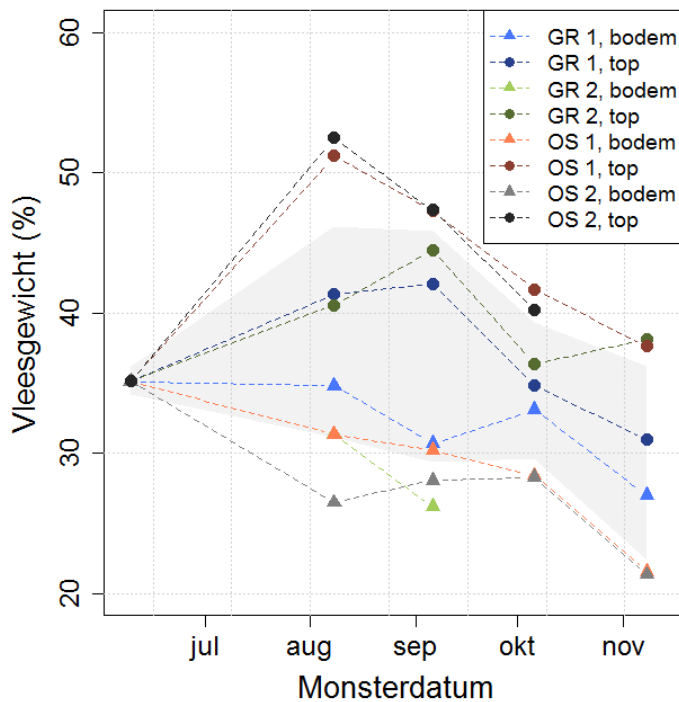 60
50
40
30
20
Vleesgewicht (%)
GR 1, bodem
GR 1, top
GR 2, bodem
GR 2, top
OS 1, bodem
OS 1, top
OS 2, bodem
OS 2, top
jul
aug
sep
okt
nov
Monsterdatum